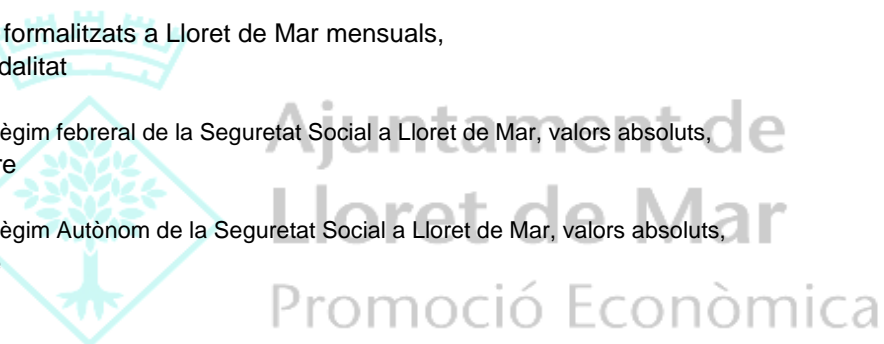 formalitzats a Lloret de Mar mensuals,
dalitat
ègim febreral de la Seguretat Social a Lloret de Mar, valors absoluts,
re
ègim Autònom de la Seguretat Social a Lloret de Mar, valors absoluts,
Ajuntament de
Lloret de Mar
Promoció Econòmica